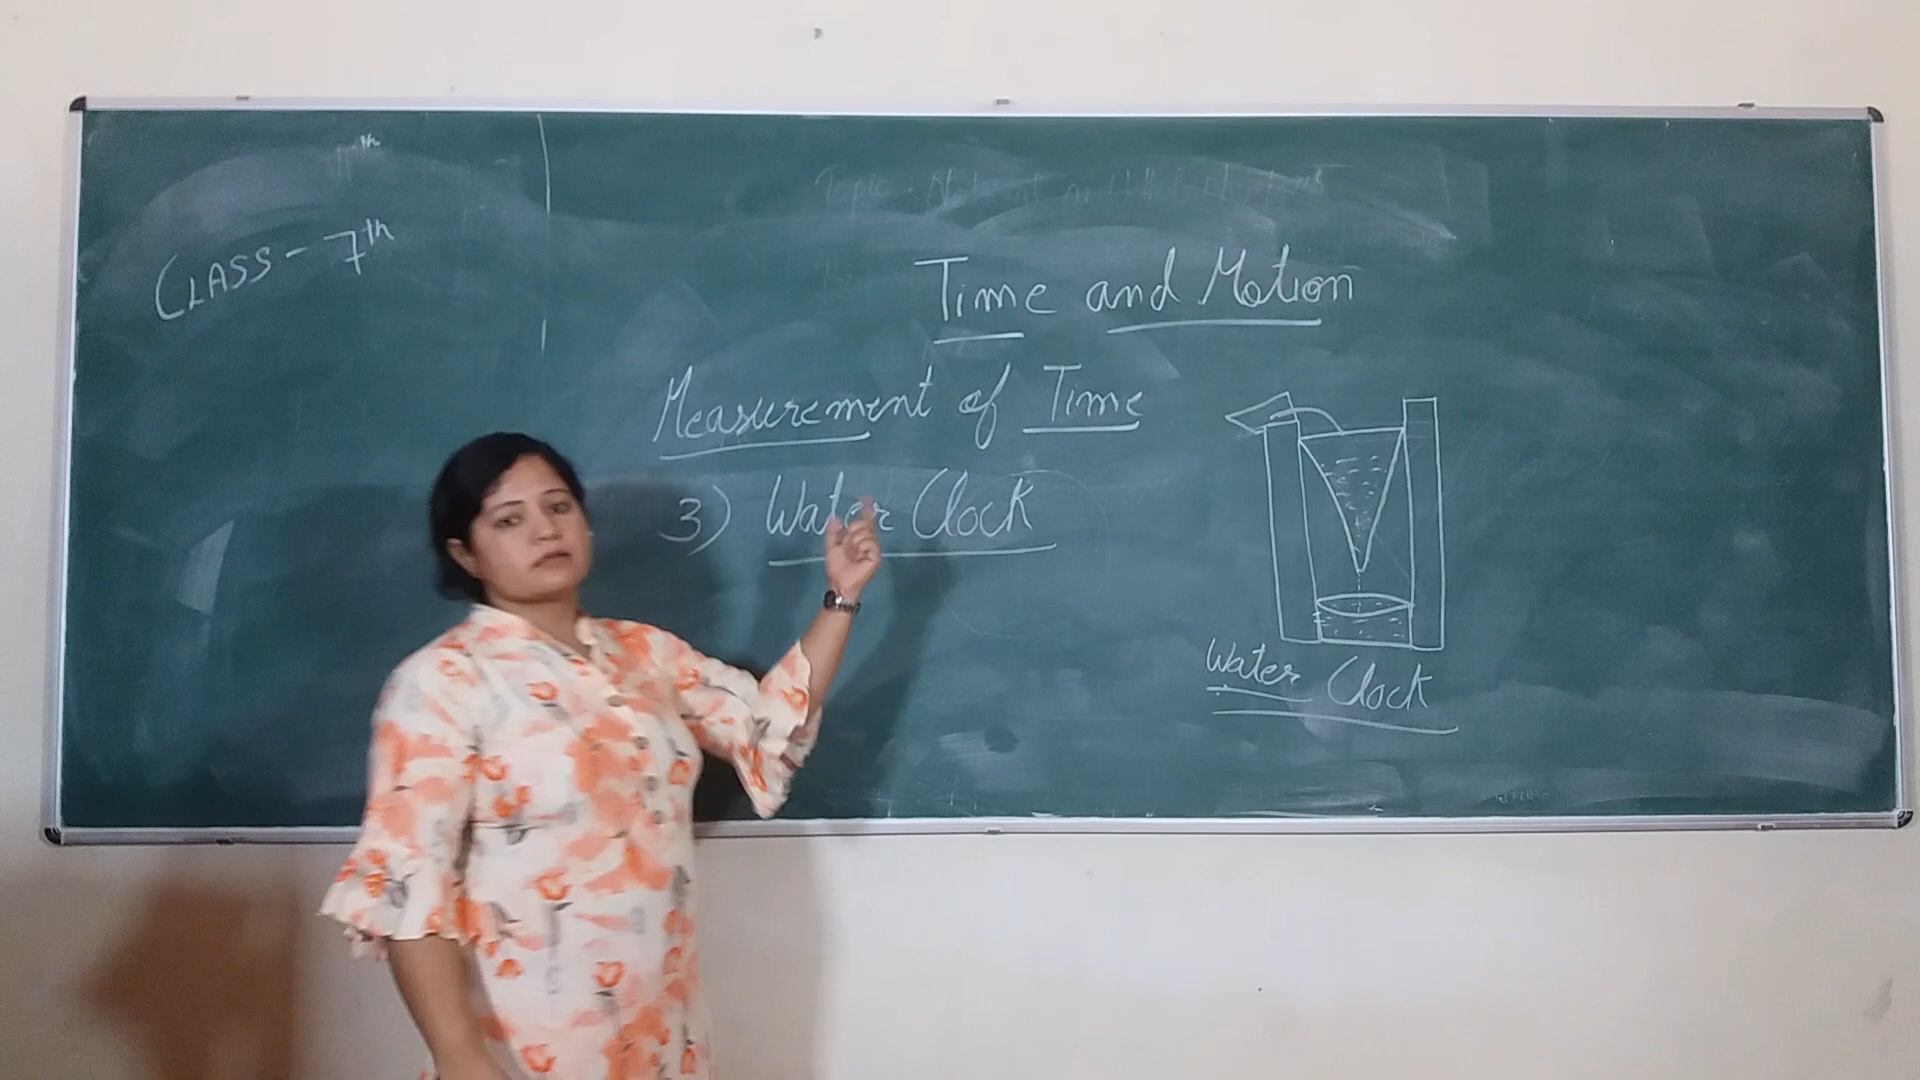 CLASS - 7th
Time and Motion
Measurement of Time
3) Water Clock
Water Clock